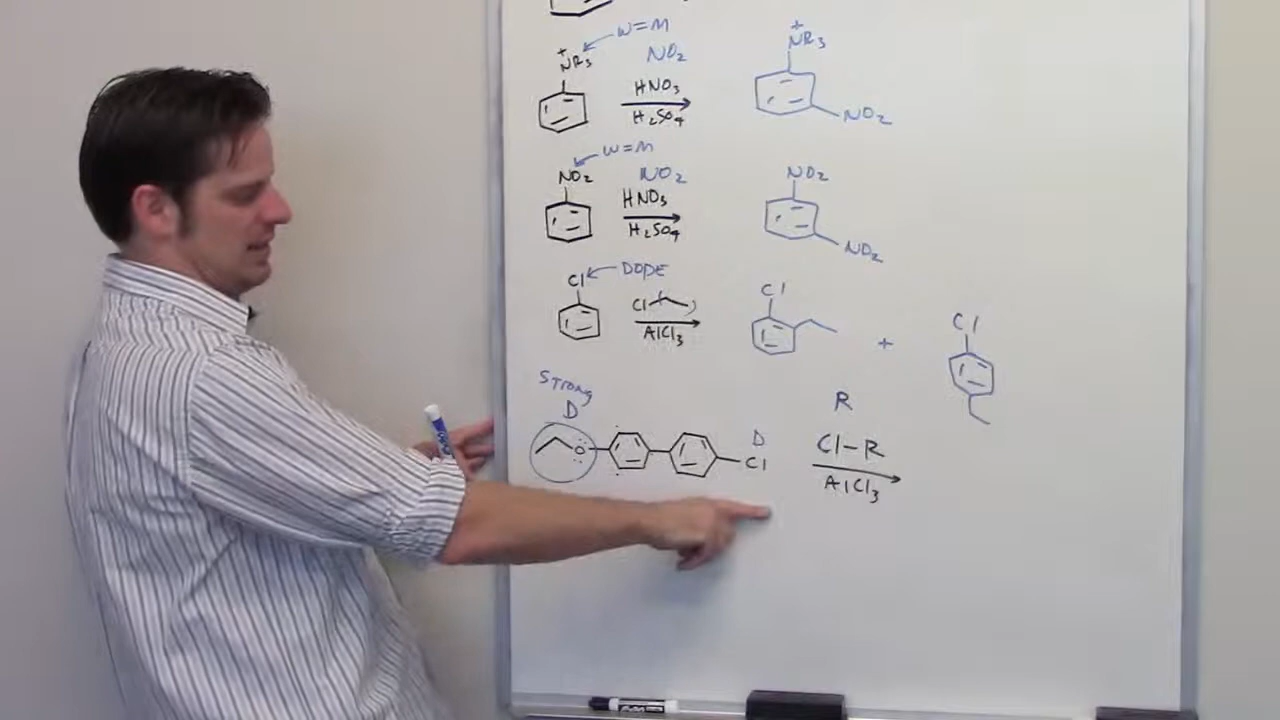 W=M
+
NR3
NO2
HNO3
H2SO4
+
NR3
NO2
W=M
NO2
NO2
HNO3
H2SO4
NO2
NO2
DOPE
Cl
Cl
AlCl3
Cl
+
Cl
STRONG
D
O
D
Cl
R
Cl-R
AlCl3